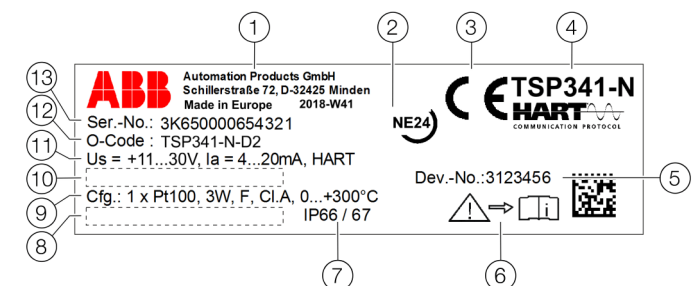 1
2
3
4
ABB
Automation Products GmbH
Schillerstraße 72, D-32425 Minden
Made in Europe 2018-W41
NE24
CE
TSP341-N
HART
COMMUNICATION PROTOCOL
13
Ser.-No.: 3K650000654321
12
O-Code : TSP341-N-D2
11
Us = +11...30V, Ia = 4...20mA, HART
10
Dev.-No.:3123456
5
9
Cfg.: 1 x Pt100, 3W, F, Cl.A, 0...+300°C
8
IP66 / 67
i
7
6